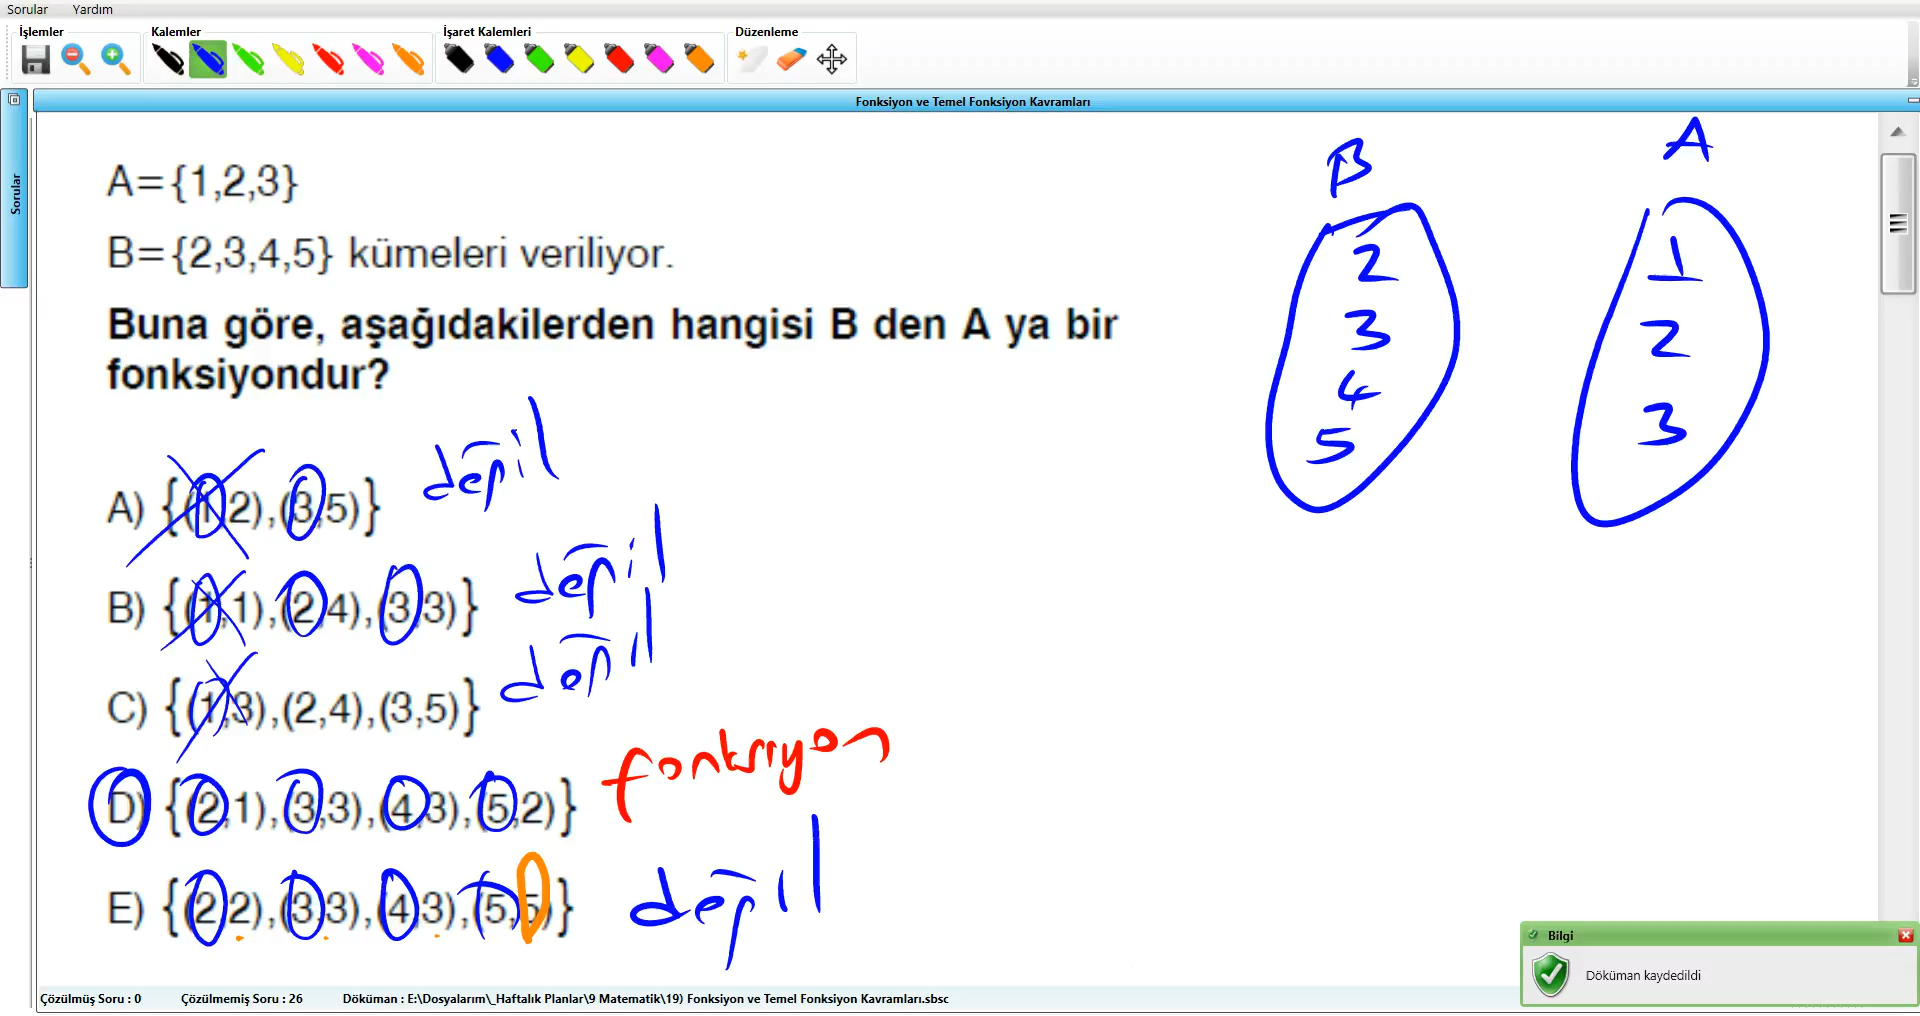 Sorular Yardım
İşlemler Kalemler İşaret Kalemleri Düzenleme
Sorular
Fonksiyon ve Temel Fonksiyon Kavramları
A={1,2,3}
B={2,3,4,5} kümeleri veriliyor.
Buna göre, aşağıdakilerden hangisi B den A ya bir
fonksiyondur?
A) {(1,2),(3,5)} değil
B) {(1,1),(2,4),(3,3)} değil
C) {(1,3),(2,4),(3,5)} değil
D) {(2,1),(3,3),(4,3),(5,2)} fonksiyon
E) {(2,2),(3,3),(4,3),(5,5)} değil
B
2
3
4
5
A
1
2
3
Bilgi
Döküman kaydedildi
Çözülmüş Soru : 0 Çözülmemiş Soru : 26 Döküman : E:\Dosyalarım\_Haftalık Planlar\9 Matematik\19) Fonksiyon ve Temel Fonksiyon Kavramları.sbsc